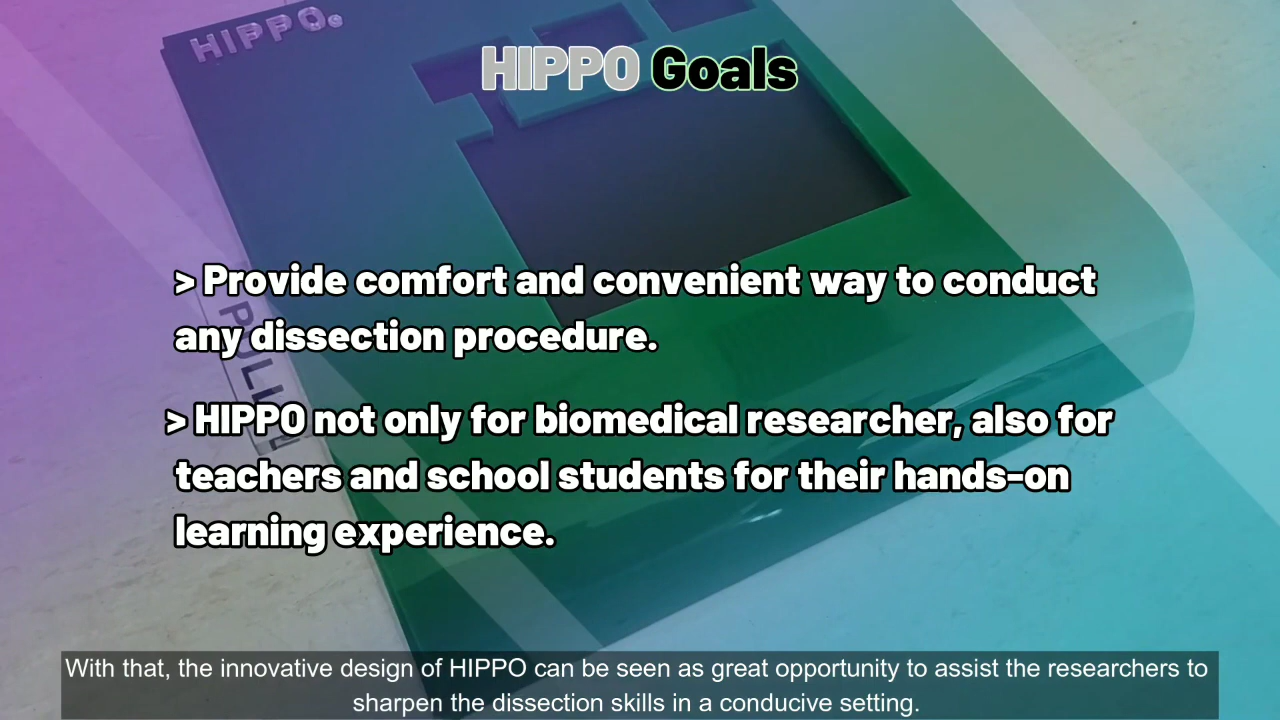 HIPPO.
HIPPO Goals
> Provide comfort and convenient way to conduct
any dissection procedure.
> HIPPO not only for biomedical researcher, also for
teachers and school students for their hands-on
learning experience.
With that, the innovative design of HIPPO can be seen as great opportunity to assist the researchers to
sharpen the dissection skills in a conducive setting.